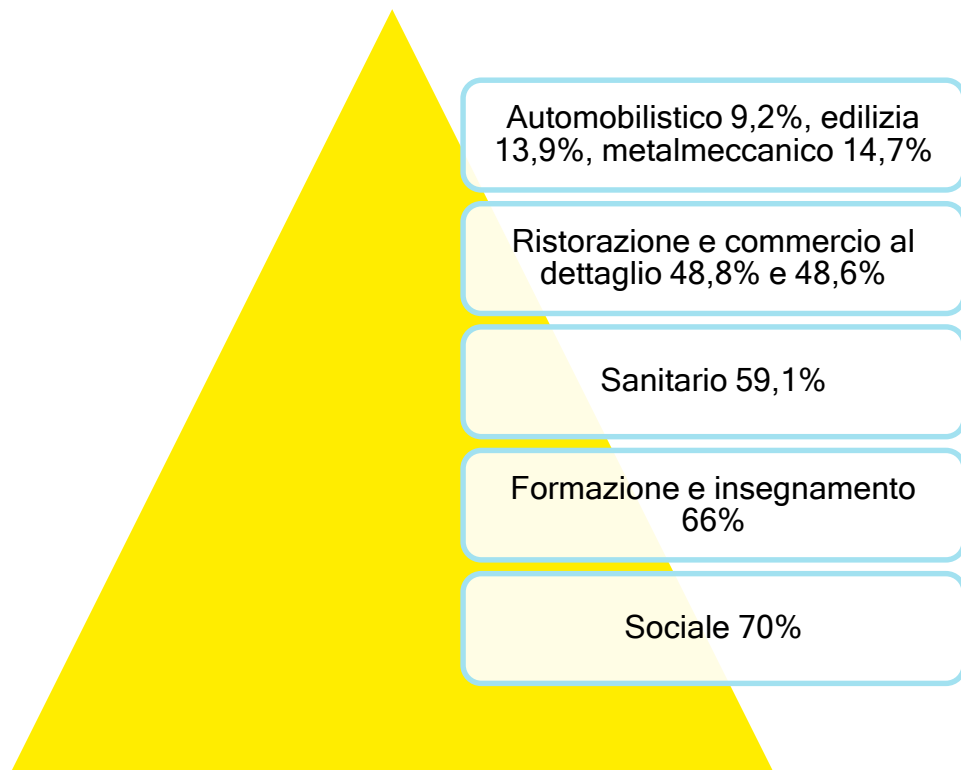 Automobilistico 9,2%, edilizia
13,9%, metalmeccanico 14,7%
Ristorazione e commercio al
dettaglio 48,8% e 48,6%
Sanitario 59,1%
Formazione e insegnamento
66%
Sociale 70%